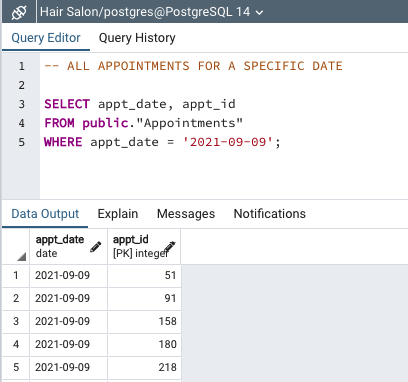 Hair Salon/postgres@PostgreSQL 14
Query Editor Query History
1 -- ALL APPOINTMENTS FOR A SPECIFIC DATE
2
3 SELECT appt_date, appt_id
4 FROM public."Appointments"
5 WHERE appt_date = '2021-09-09';
Data Output Explain Messages Notifications
appt_date appt_id
date [PK] integer
1 2021-09-09 51
2 2021-09-09 91
3 2021-09-09 158
4 2021-09-09 180
5 2021-09-09 218